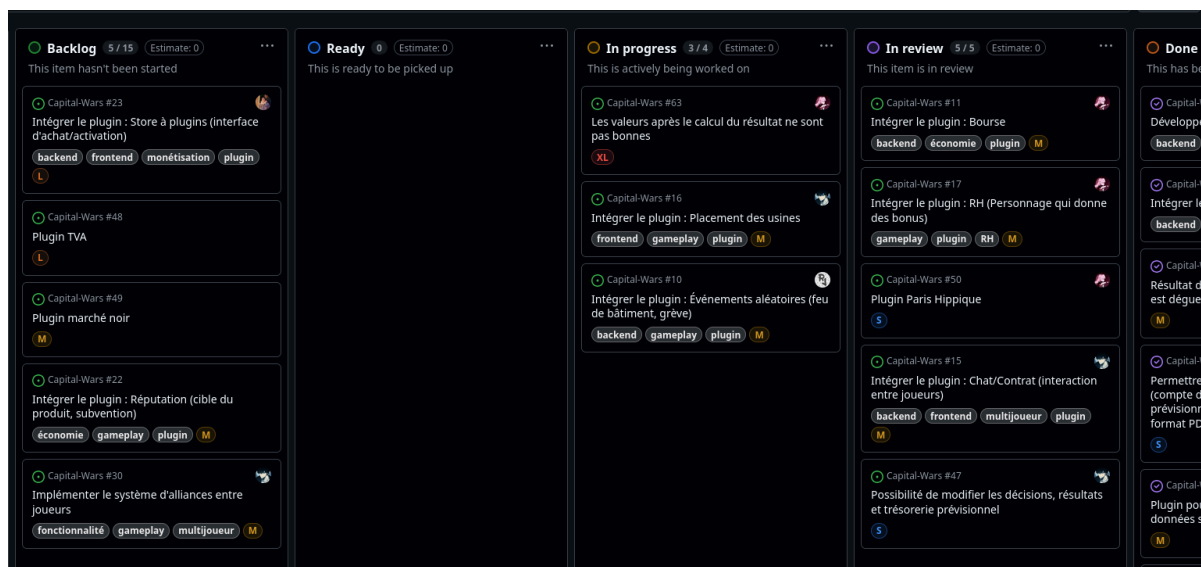 Backlog 5 / 15 Estimate: 0 ...
This item hasn't been started
Capital-Wars #23
Intégrer le plugin : Store à plugins (interface
d'achat/activation)
backend frontend monétisation plugin
L
Capital-Wars #48
Plugin TVA
L
Capital-Wars #49
Plugin marché noir
M
Capital-Wars #22
Intégrer le plugin : Réputation (cible du
produit, subvention)
économie gameplay plugin M
Capital-Wars #30
Implémenter le système d'alliances entre
joueurs
fonctionnalité gameplay multijoueur M
Ready 0 Estimate: 0 ...
This is ready to be picked up
In progress 3 / 4 Estimate: 0 ...
This is actively being worked on
Capital-Wars #63
Les valeurs après le calcul du résultat ne sont
pas bonnes
XL
Capital-Wars #16
Intégrer le plugin : Placement des usines
frontend gameplay plugin M
Capital-Wars #10
Intégrer le plugin : Événements aléatoires (feu
de bâtiment, grève)
backend gameplay plugin M
In review 5 / 5 Estimate: 0 ...
This item is in review
Capital-Wars #11
Intégrer le plugin : Bourse
backend économie plugin M
Capital-Wars #17
Intégrer le plugin : RH (Personnage qui donne
des bonus)
gameplay plugin RH M
Capital-Wars #50
Plugin Paris Hippique
S
Capital-Wars #15
Intégrer le plugin : Chat/Contrat (interaction
entre joueurs)
backend frontend multijoueur plugin
M
Capital-Wars #47
Possibilité de modifier les décisions, résultats
et trésorerie prévisionnel
S
Done
This has be
Capital-
Développe
backend
Capital-
Intégrer le
backend
Capital-
Résultat d
est dégue
M
Capital-
Permettre
(compte d
prévisionn
format PD
S
Capital-
Plugin pou
données s
M